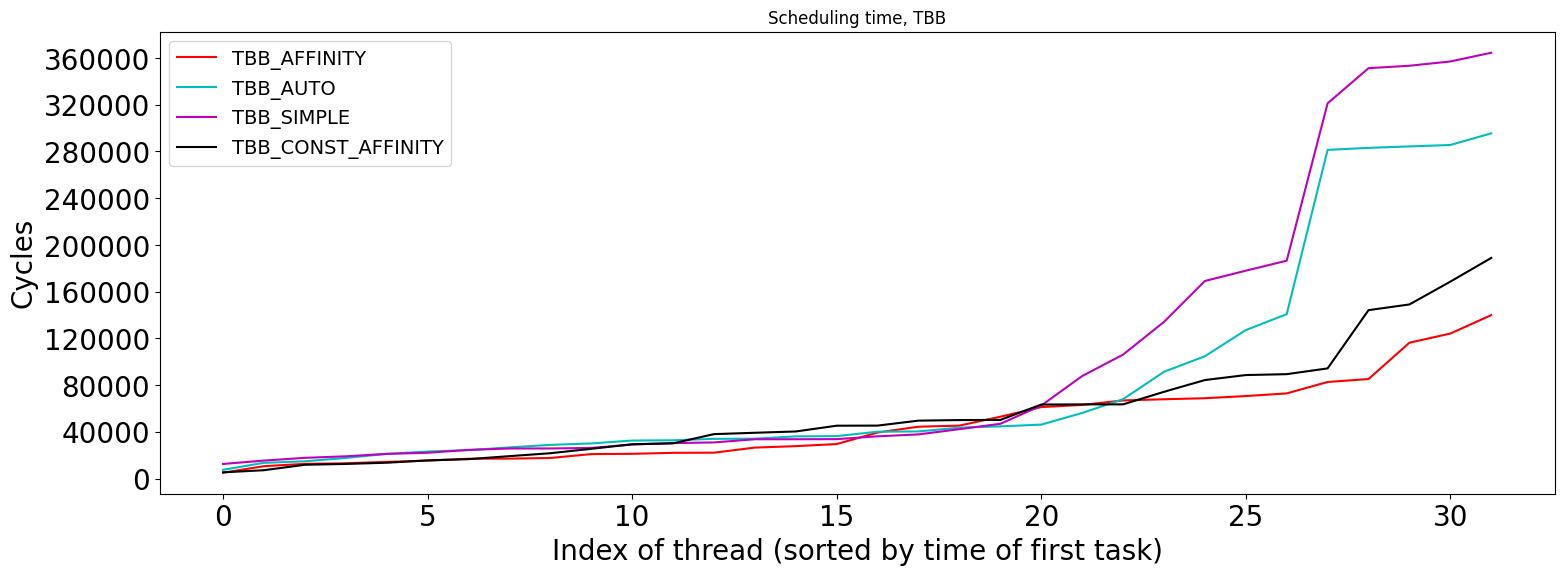 Scheduling time, TBB
TBB_AFFINITY
TBB_AUTO
TBB_SIMPLE
TBB_CONST_AFFINITY
360000
320000
280000
240000
200000
160000
120000
80000
40000
0
Cycles
0 5 10 15 20 25 30
Index of thread (sorted by time of first task)